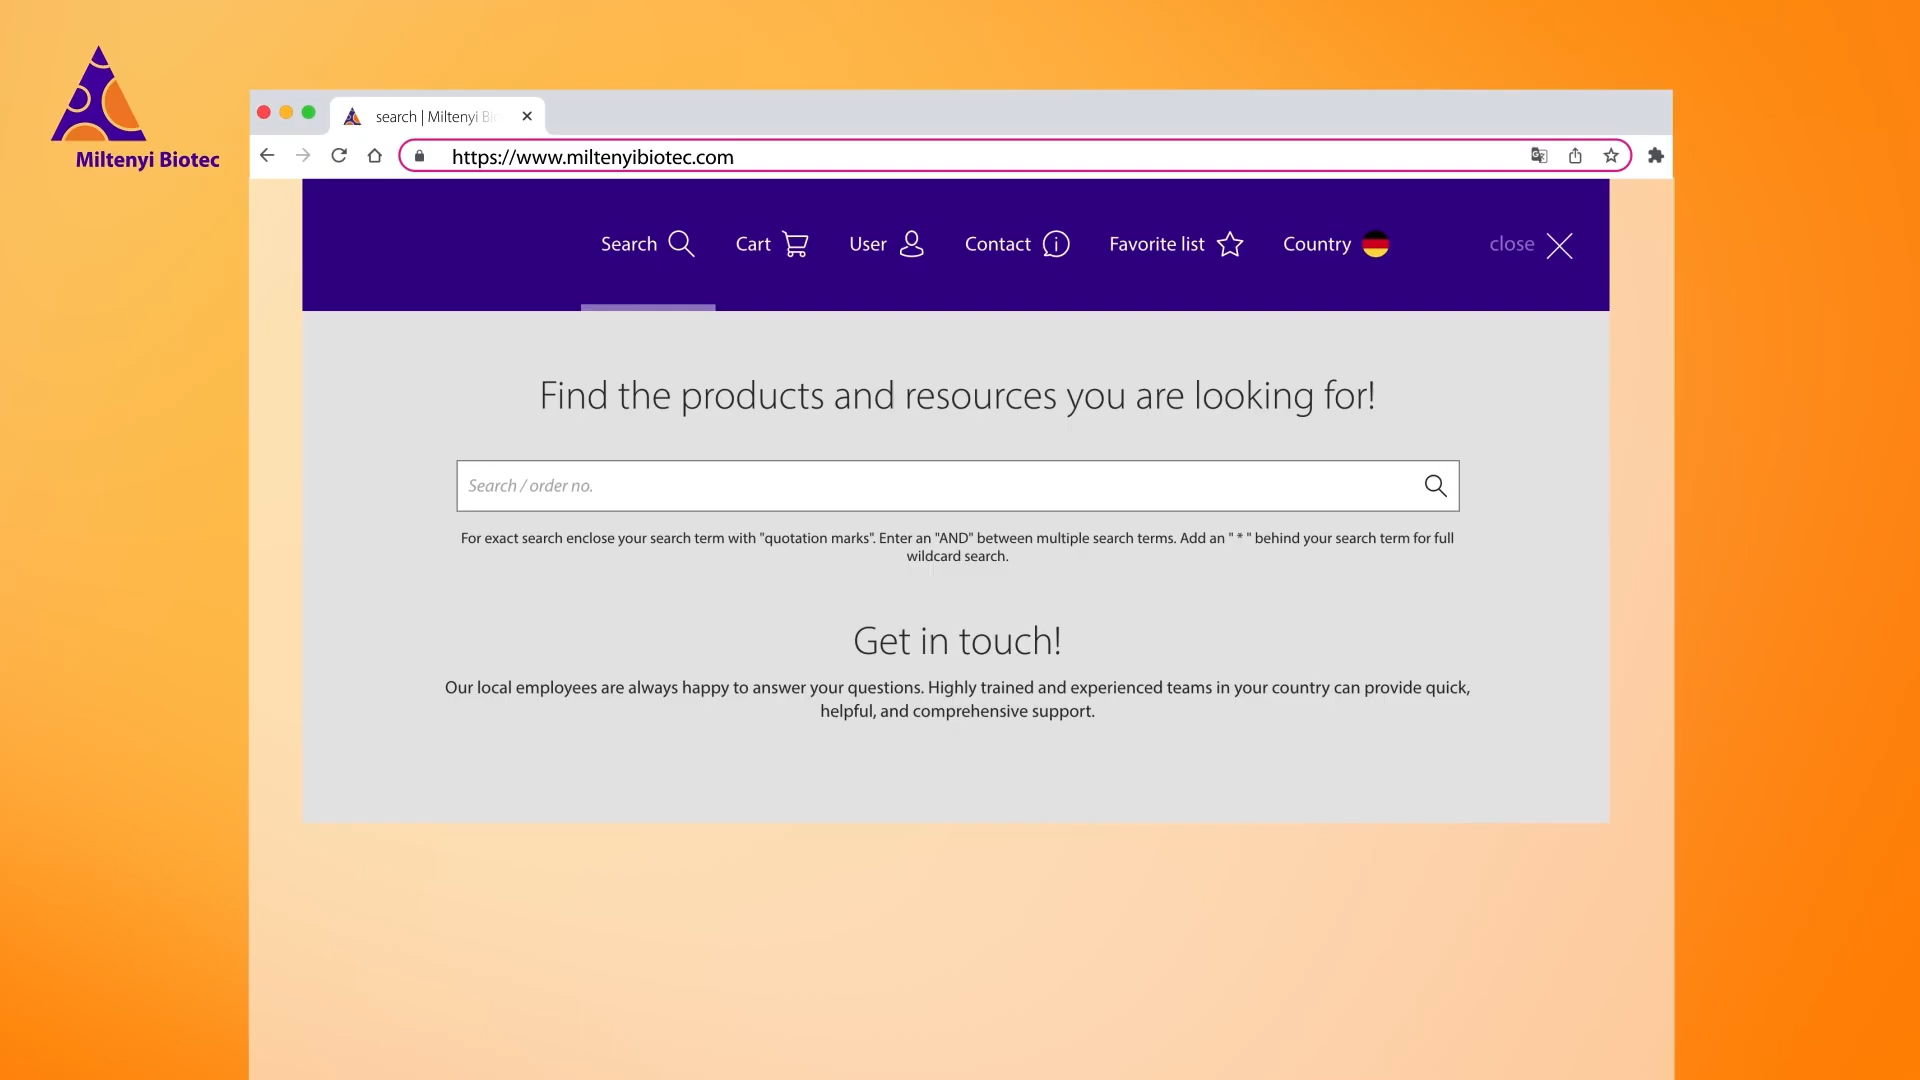 Miltenyi Biotec
search | Miltenyi Bio
https://www.miltenyibiotec.com
Search
Cart
User
Contact
Favorite list
Country
close
Find the products and resources you are looking for!
Search / order no.
For exact search enclose your search term with "quotation marks". Enter an "AND" between multiple search terms. Add an " * " behind your search term for full
wildcard search.
Get in touch!
Our local employees are always happy to answer your questions. Highly trained and experienced teams in your country can provide quick,
helpful, and comprehensive support.